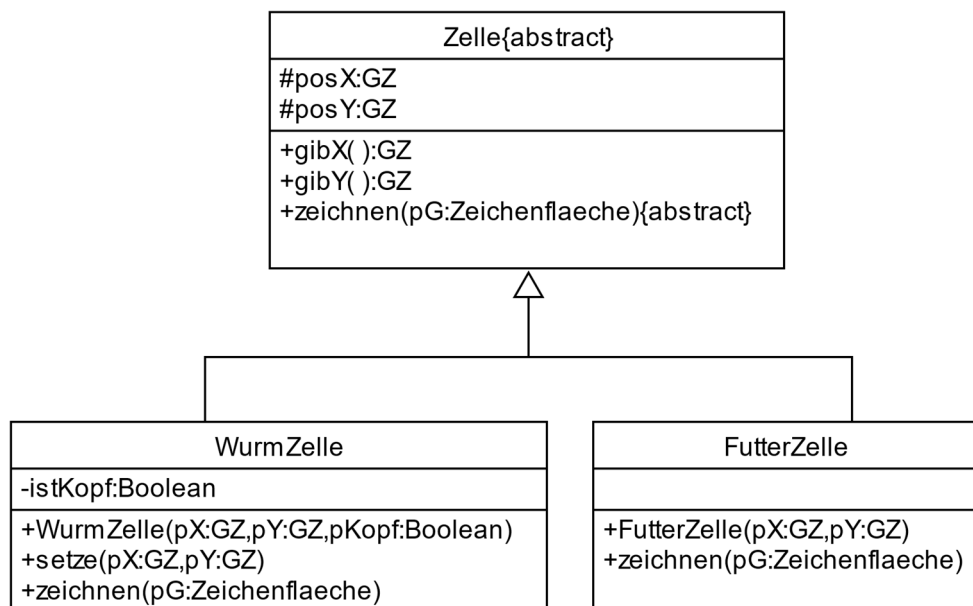 Zelle{abstract}
#posX:GZ
#posY:GZ
+gibX( ):GZ
+gibY( ):GZ
+zeichnen(pG:Zeichenflaeche){abstract}
WurmZelle
-istKopf:Boolean
+WurmZelle(pX:GZ,pY:GZ,pKopf:Boolean)
+setze(pX:GZ,pY:GZ)
+zeichnen(pG:Zeichenflaeche)
FutterZelle
+FutterZelle(pX:GZ,pY:GZ)
+zeichnen(pG:Zeichenflaeche)